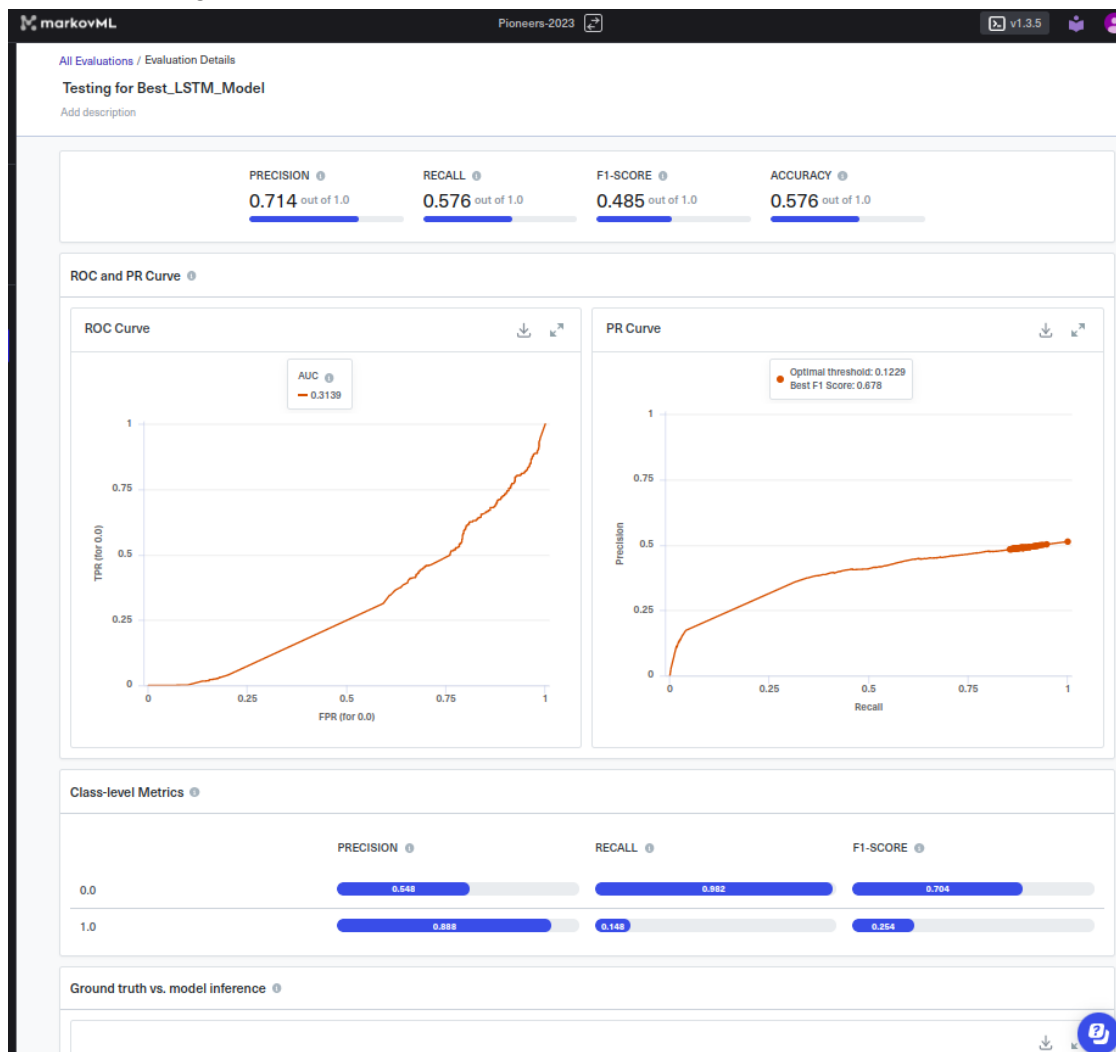 markovML
Pioneers-2023
v1.3.5
All Evaluations / Evaluation Details
Testing for Best_LSTM_Model
Add description
PRECISION RECALL F1-SCORE ACCURACY
0.714 out of 1.0 0.576 out of 1.0 0.485 out of 1.0 0.576 out of 1.0
ROC and PR Curve
ROC Curve
AUC
0.3139
1
0.75
0.5
0.25
0
TPR (for 0.0)
0 0.25 0.5 0.75 1
FPR (for 0.0)
PR Curve
Optimal threshold: 0.1229
Best F1 Score: 0.678
1
0.75
0.5
0.25
0
Precision
0 0.25 0.5 0.75 1
Recall
Class-level Metrics
PRECISION RECALL F1-SCORE
0.0 0.548 0.982 0.704
1.0 0.888 0.148 0.254
Ground truth vs. model inference